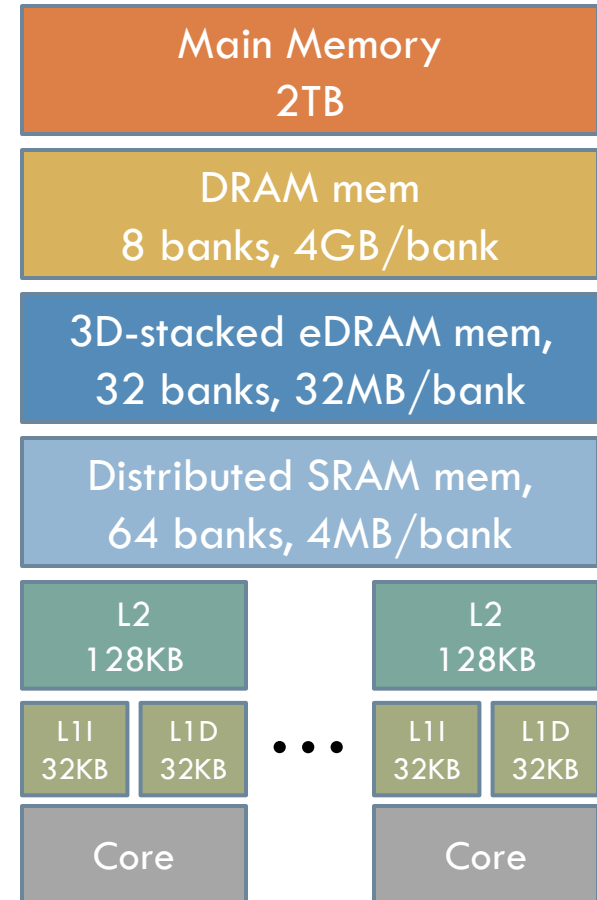 Main Memory
2TB
DRAM mem
8 banks, 4GB/bank
3D-stacked eDRAM mem,
32 banks, 32MB/bank
Distributed SRAM mem,
64 banks, 4MB/bank
L2
128KB
L2
128KB
L1I
32KB
L1D
32KB
...
L1I
32KB
L1D
32KB
Core
Core